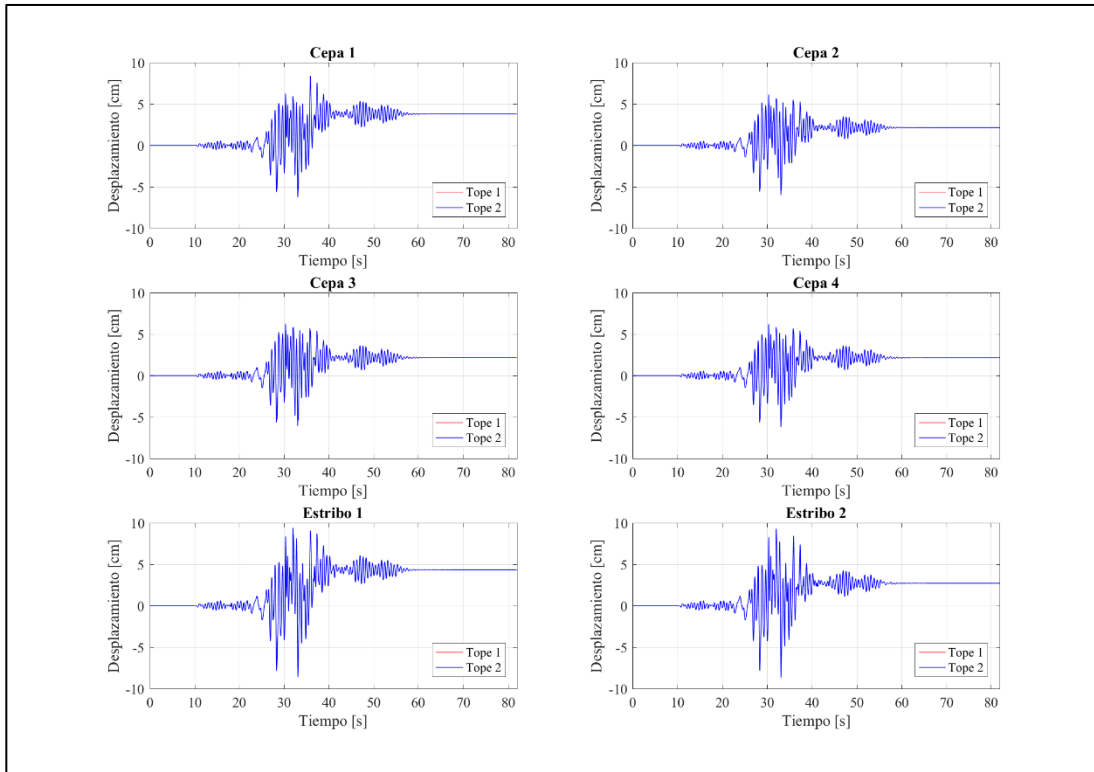 Cepa 1
10
5
0
-5
-10
Desplazamiento [cm]
0 10 20 30 40 50 60 70 80
Tiempo [s]
Tope 1
Tope 2
Cepa 2
10
5
0
-5
-10
Desplazamiento [cm]
0 10 20 30 40 50 60 70 80
Tiempo [s]
Tope 1
Tope 2
Cepa 3
10
5
0
-5
-10
Desplazamiento [cm]
0 10 20 30 40 50 60 70 80
Tiempo [s]
Tope 1
Tope 2
Cepa 4
10
5
0
-5
-10
Desplazamiento [cm]
0 10 20 30 40 50 60 70 80
Tiempo [s]
Tope 1
Tope 2
Estribo 1
10
5
0
-5
-10
Desplazamiento [cm]
0 10 20 30 40 50 60 70 80
Tiempo [s]
Tope 1
Tope 2
Estribo 2
10
5
0
-5
-10
Desplazamiento [cm]
0 10 20 30 40 50 60 70 80
Tiempo [s]
Tope 1
Tope 2